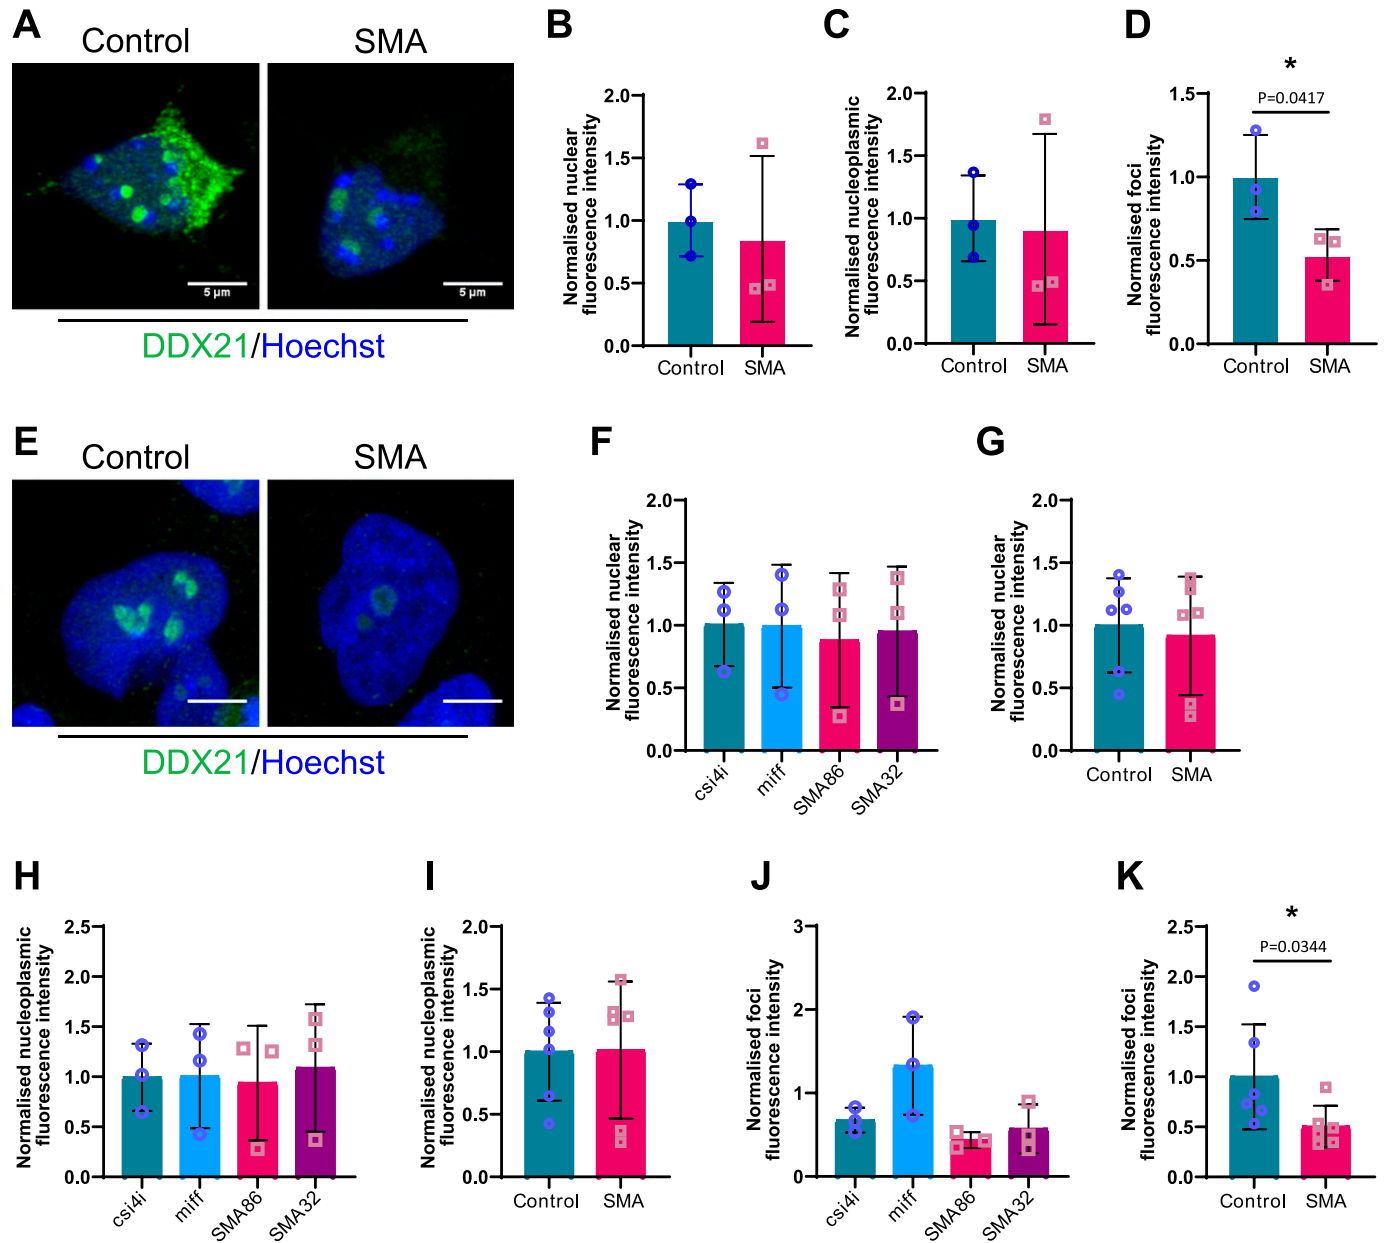 A
Control
SMA
5 µm
5 µm
DDX21/Hoechst
B
Normalised nuclear
fluorescence intensity
2.0
1.5
1.0
0.5
0.0
Control
SMA
C
Normalised nucleoplasmic
fluorescence intensity
2.0
1.5
1.0
0.5
0.0
Control
SMA
D
Normalised foci
fluorescence intensity
*
P=0.0417
1.5
1.0
0.5
0.0
Control
SMA
E
Control
SMA
DDX21/Hoechst
F
Normalised nuclear
fluorescence intensity
2.0
1.5
1.0
0.5
0.0
csi4i
miff
SMA86
SMA32
G
Normalised nuclear
fluorescence intensity
2.0
1.5
1.0
0.5
0.0
Control
SMA
H
Normalised nucleoplasmic
fluorescence intensity
2.5
2.0
1.5
1.0
0.5
0.0
csi4i
miff
SMA86
SMA32
I
Normalised nucleoplasmic
fluorescence intensity
2.0
1.5
1.0
0.5
0.0
Control
SMA
J
Normalised foci
fluorescence intensity
3
2
1
0
csi4i
miff
SMA86
SMA32
K
Normalised foci
fluorescence intensity
*
P=0.0344
2.5
2.0
1.5
1.0
0.5
0.0
Control
SMA